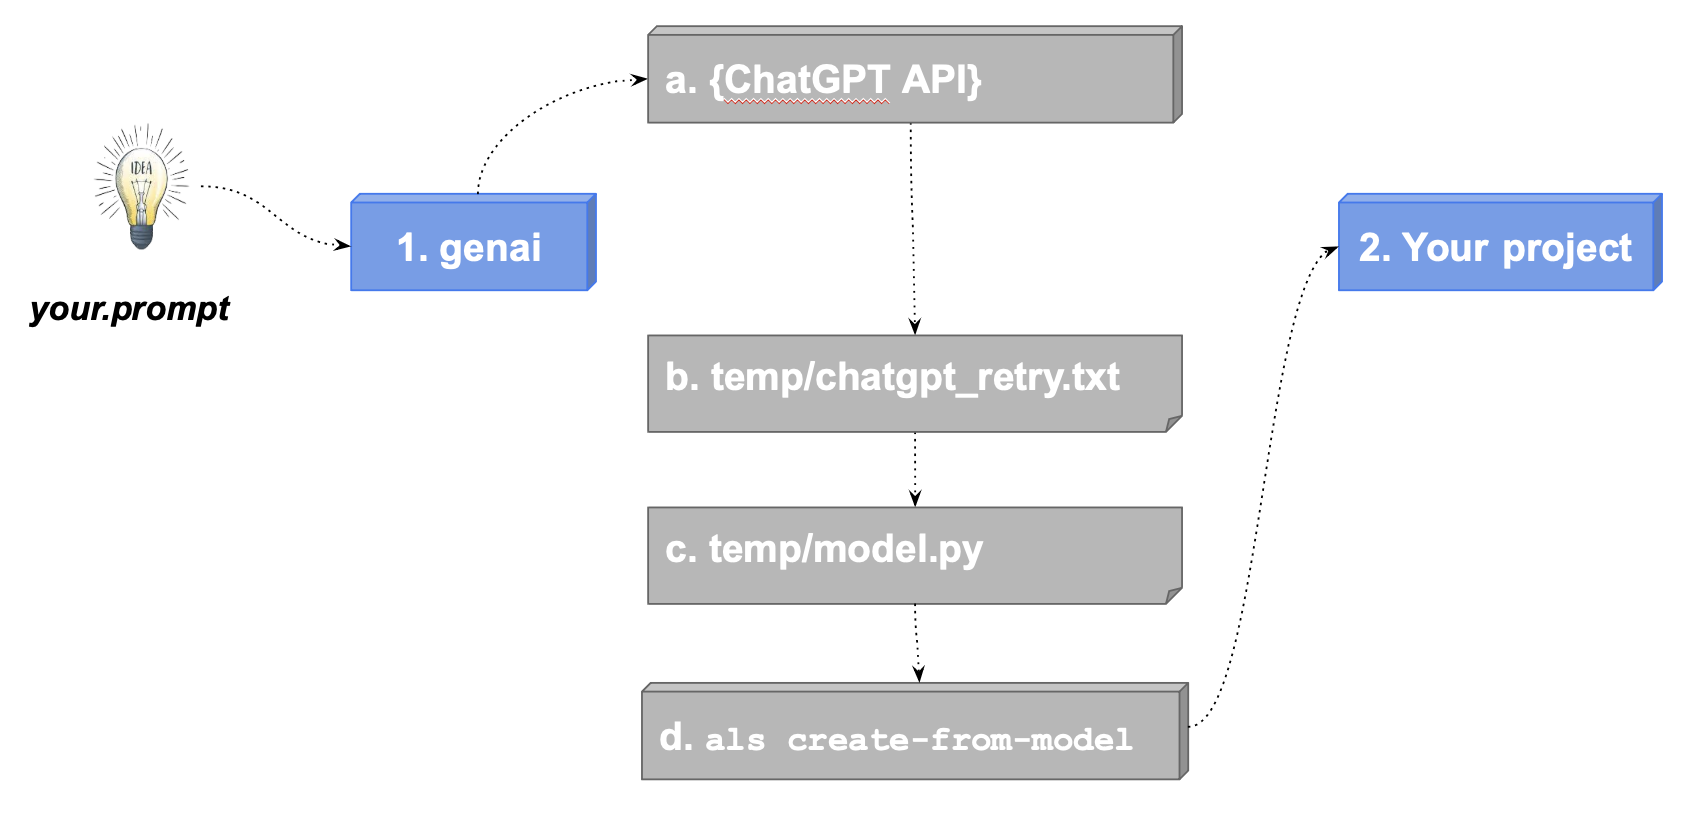 IDEA
your.prompt
1. genai
a. {ChatGPT API}
b. temp/chatgpt_retry.txt
c. temp/model.py
d. als create-from-model
2. Your project